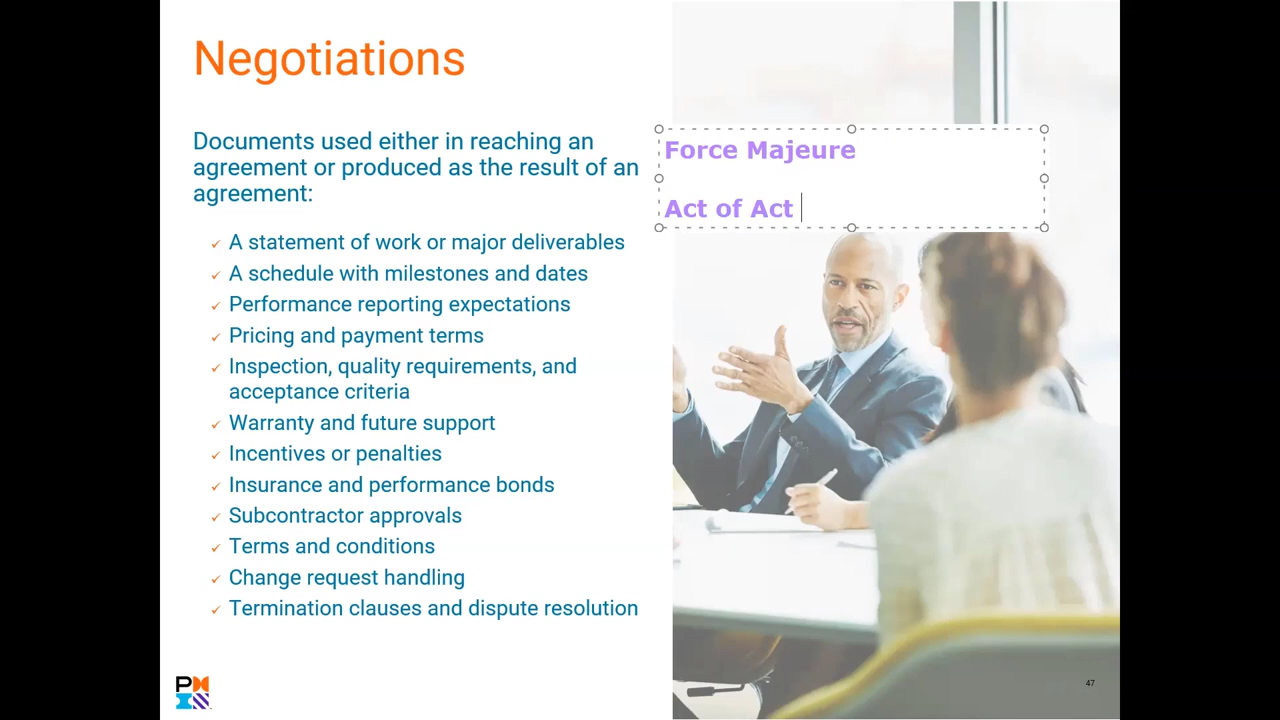 Negotiations
Documents used either in reaching an
agreement or produced as the result of an
agreement:
A statement of work or major deliverables
A schedule with milestones and dates
Performance reporting expectations
Pricing and payment terms
Inspection, quality requirements, and
acceptance criteria
Warranty and future support
Incentives or penalties
Insurance and performance bonds
Subcontractor approvals
Terms and conditions
Change request handling
Termination clauses and dispute resolution
Force Majeure
Act of Act
47